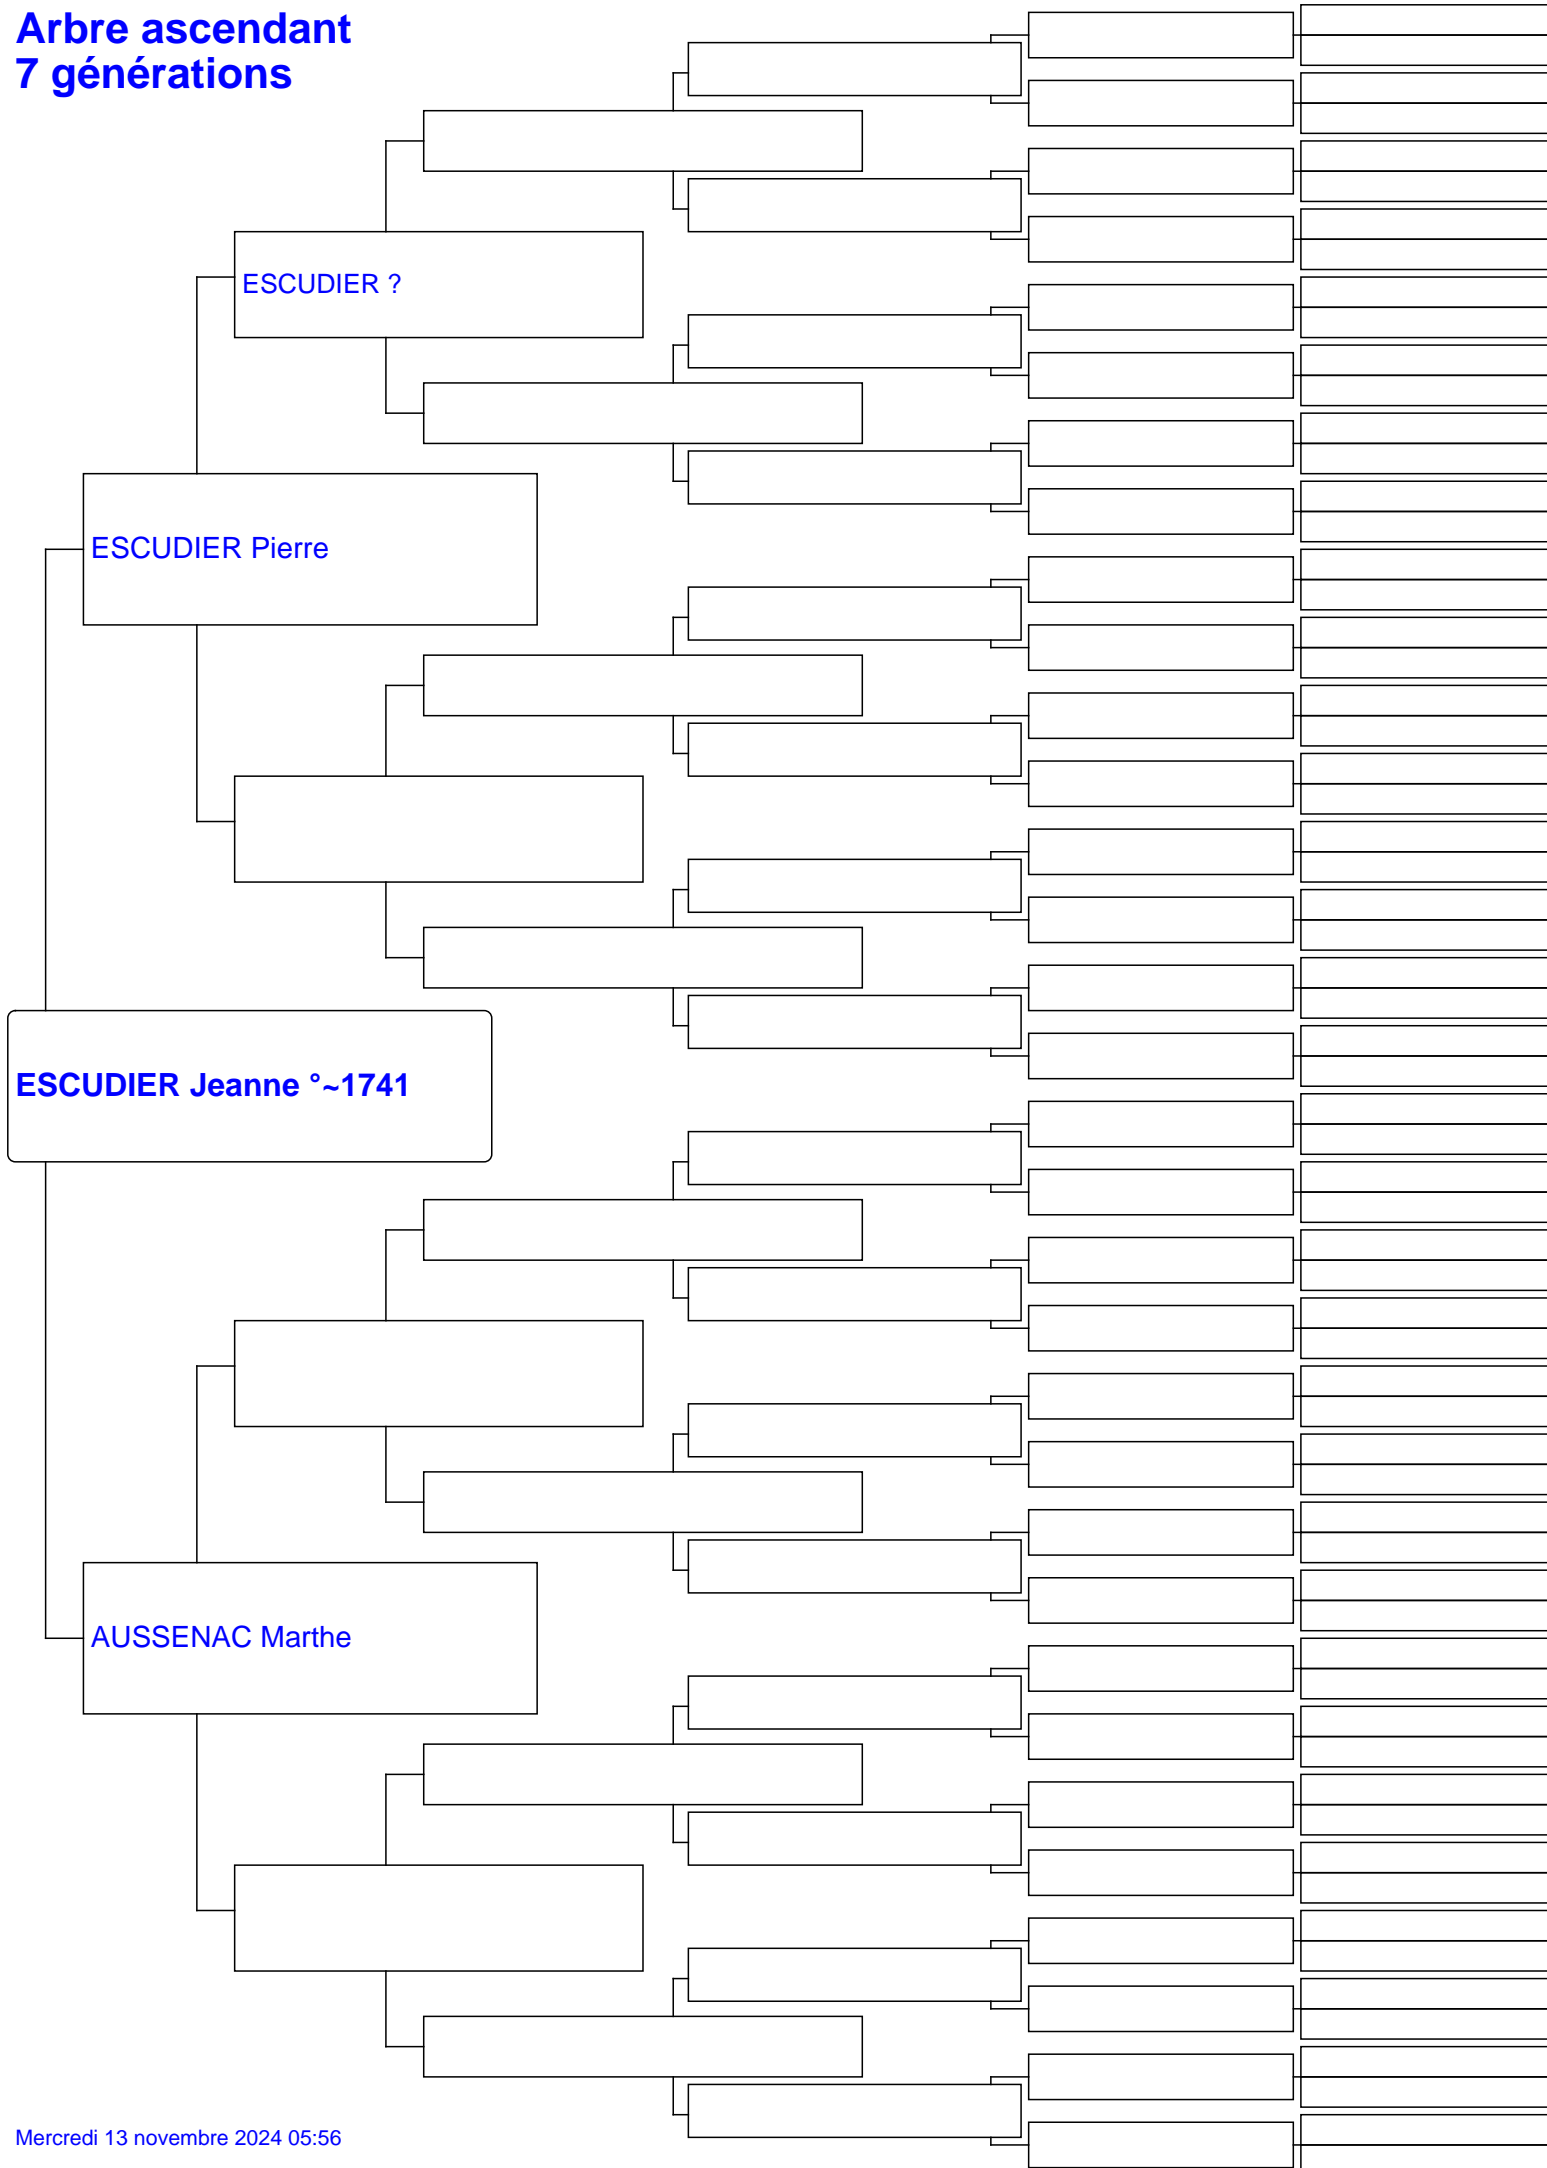 Arbre ascendant
7 générations
ESCUDIER ?
ESCUDIER Pierre
ESCUDIER Jeanne °~1741
AUSSENAC Marthe
Mercredi 13 novembre 2024 05:56